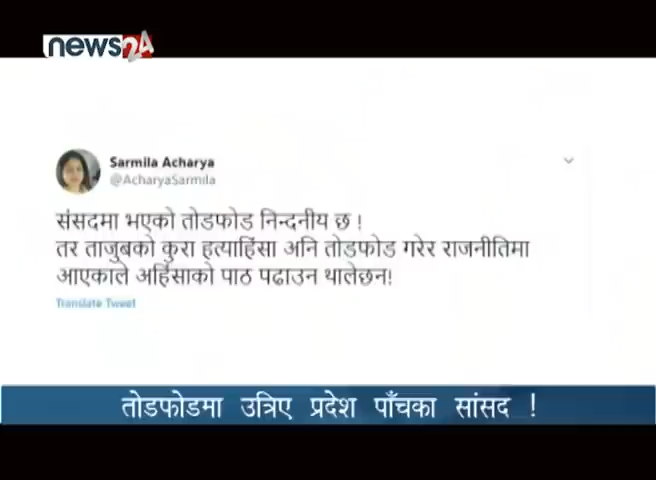 news24
Sarmila Acharya
@AcharyaSarmila
संसदमा भएको तोडफोड निन्दनीय छ !
तर ताजुबको कुरा हत्याहिंसा अनि तोडफोड गरेर राजनीतिमा
आएकाले अहिंसाको पाठ पढाउन थालेछन!
Translate Tweet
तोडफोडमा उत्रिए प्रदेश पाँचका सांसद !